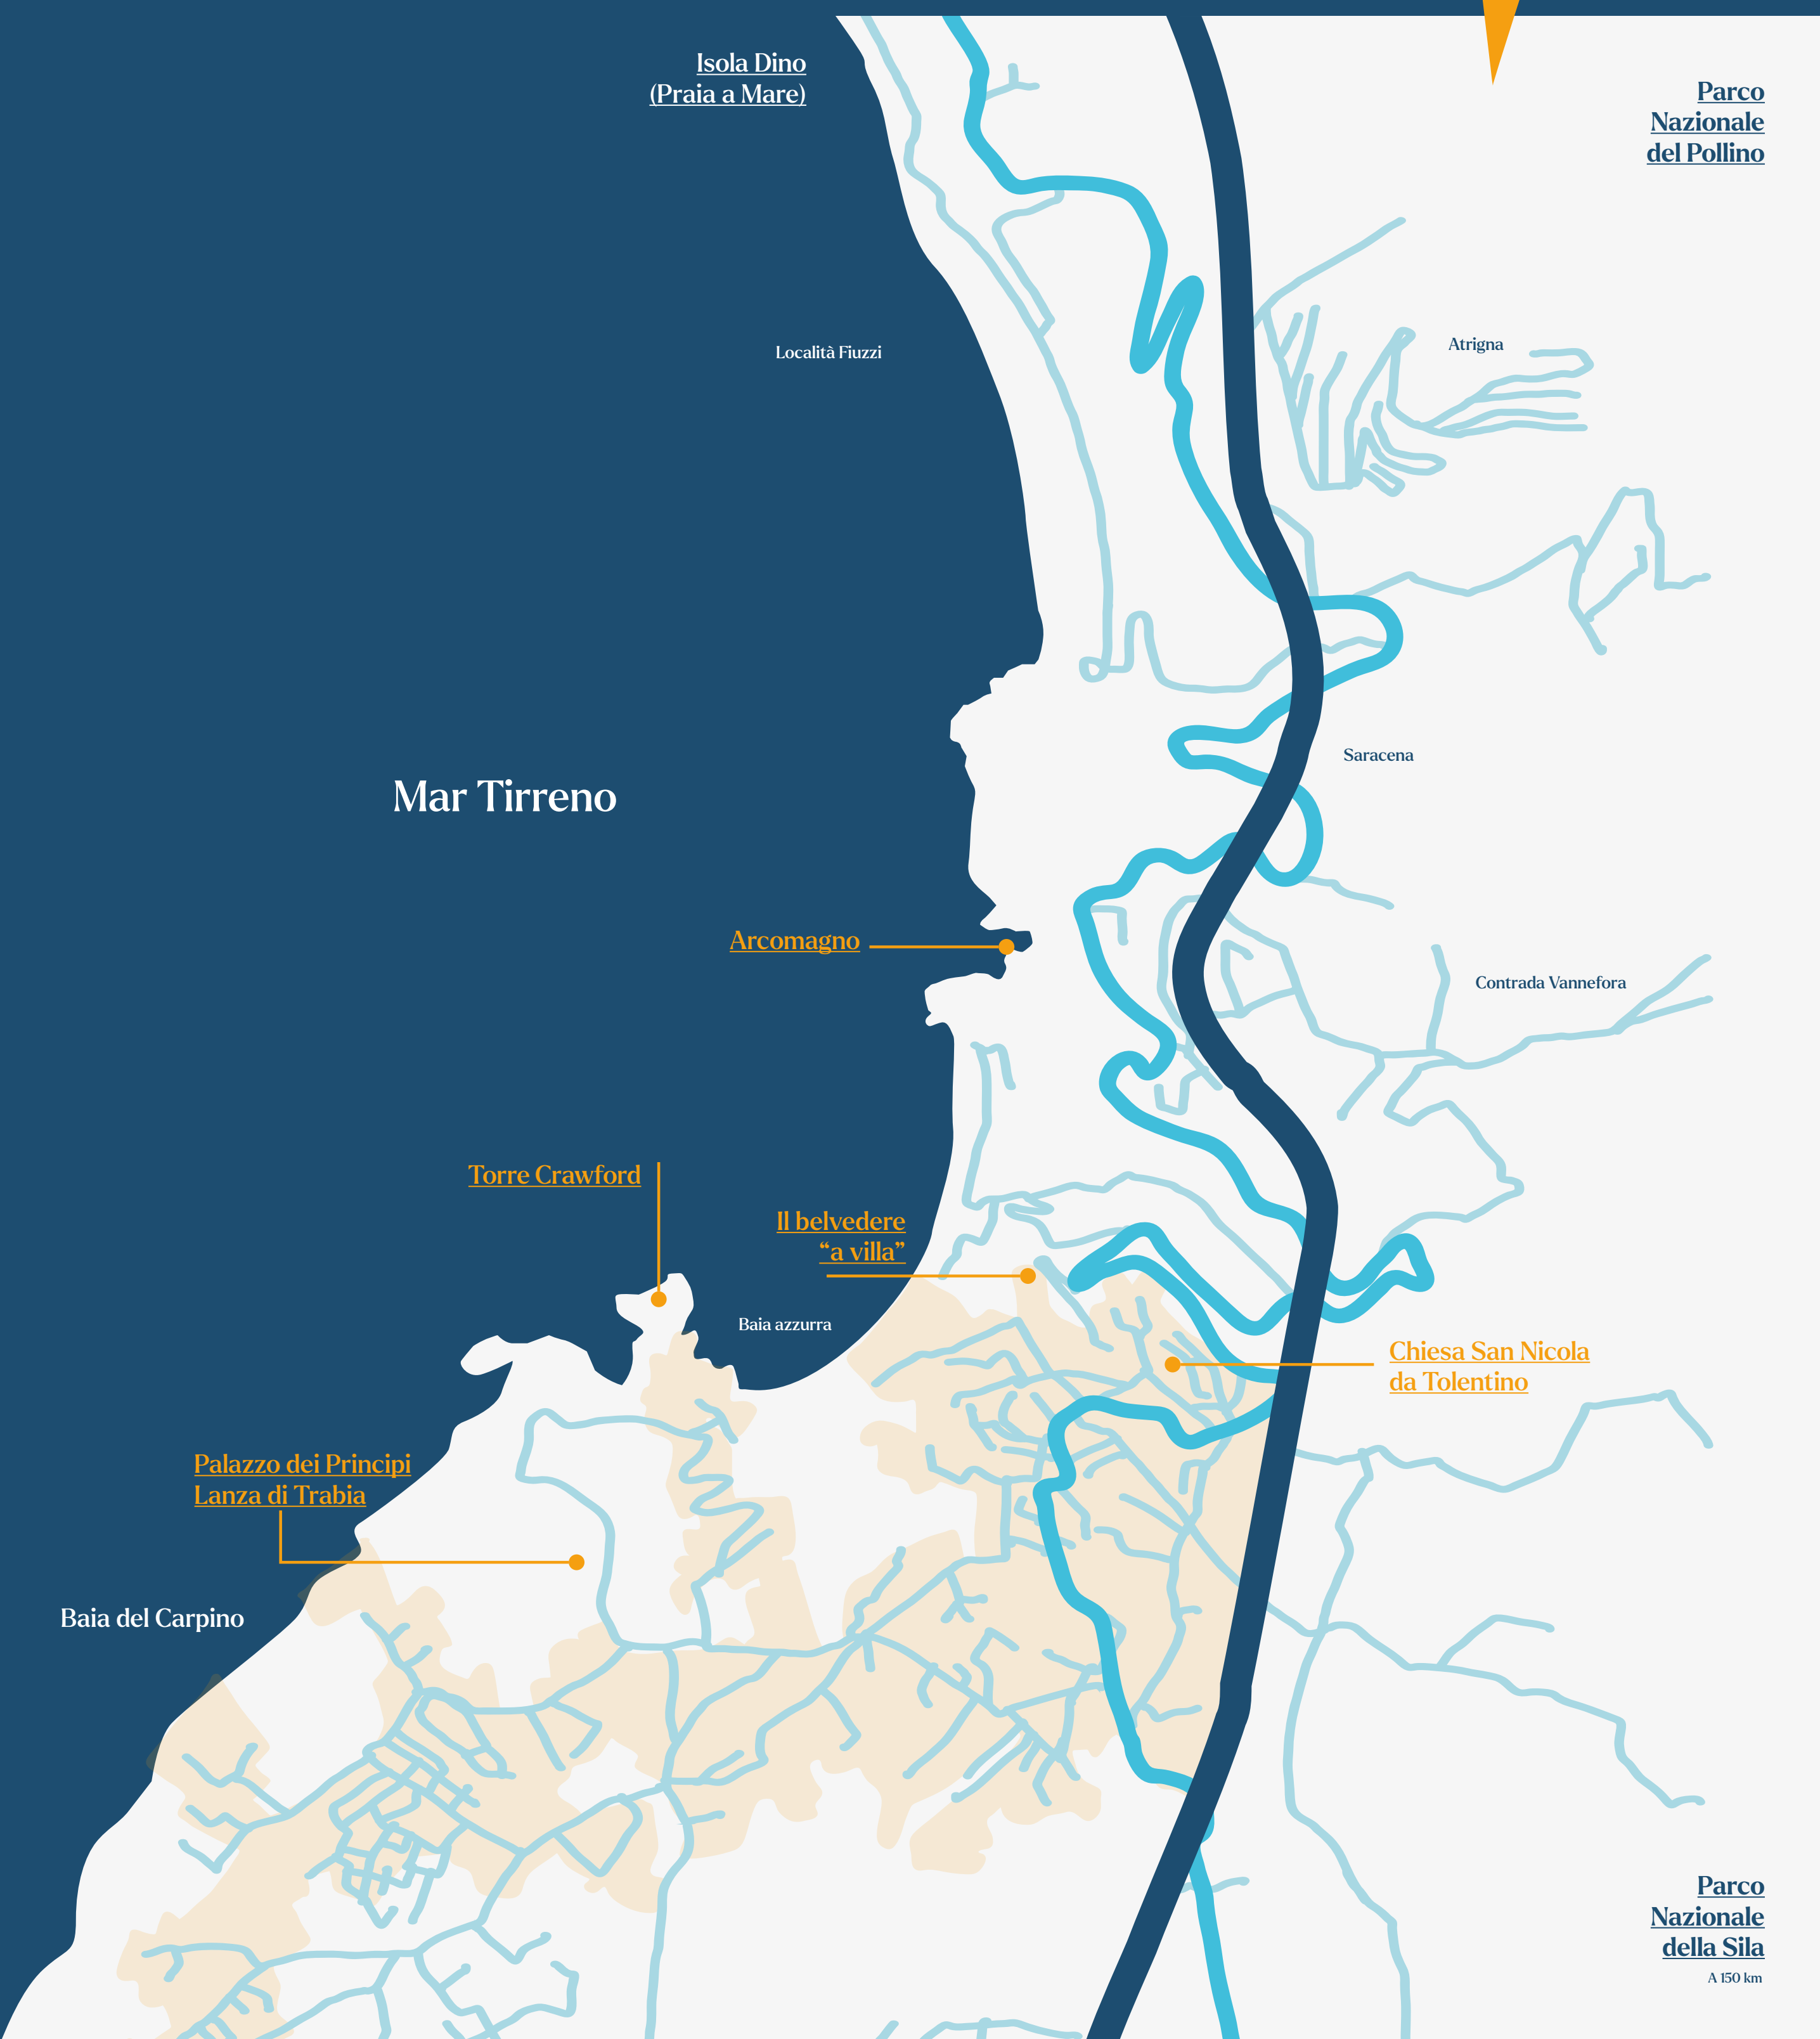 Isola Dino
(Praia a Mare)
Parco
Nazionale
del Pollino
Località Fiuzzi
Atrigna
Saracena
Mar Tirreno
Arcomagno
Contrada Vannefora
Torre Crawford
Il belvedere
“a villa”
Baia azzurra
Chiesa San Nicola
da Tolentino
Palazzo dei Principi
Lanza di Trabia
Baia del Carpino
Parco
Nazionale
della Sila
A 150 km